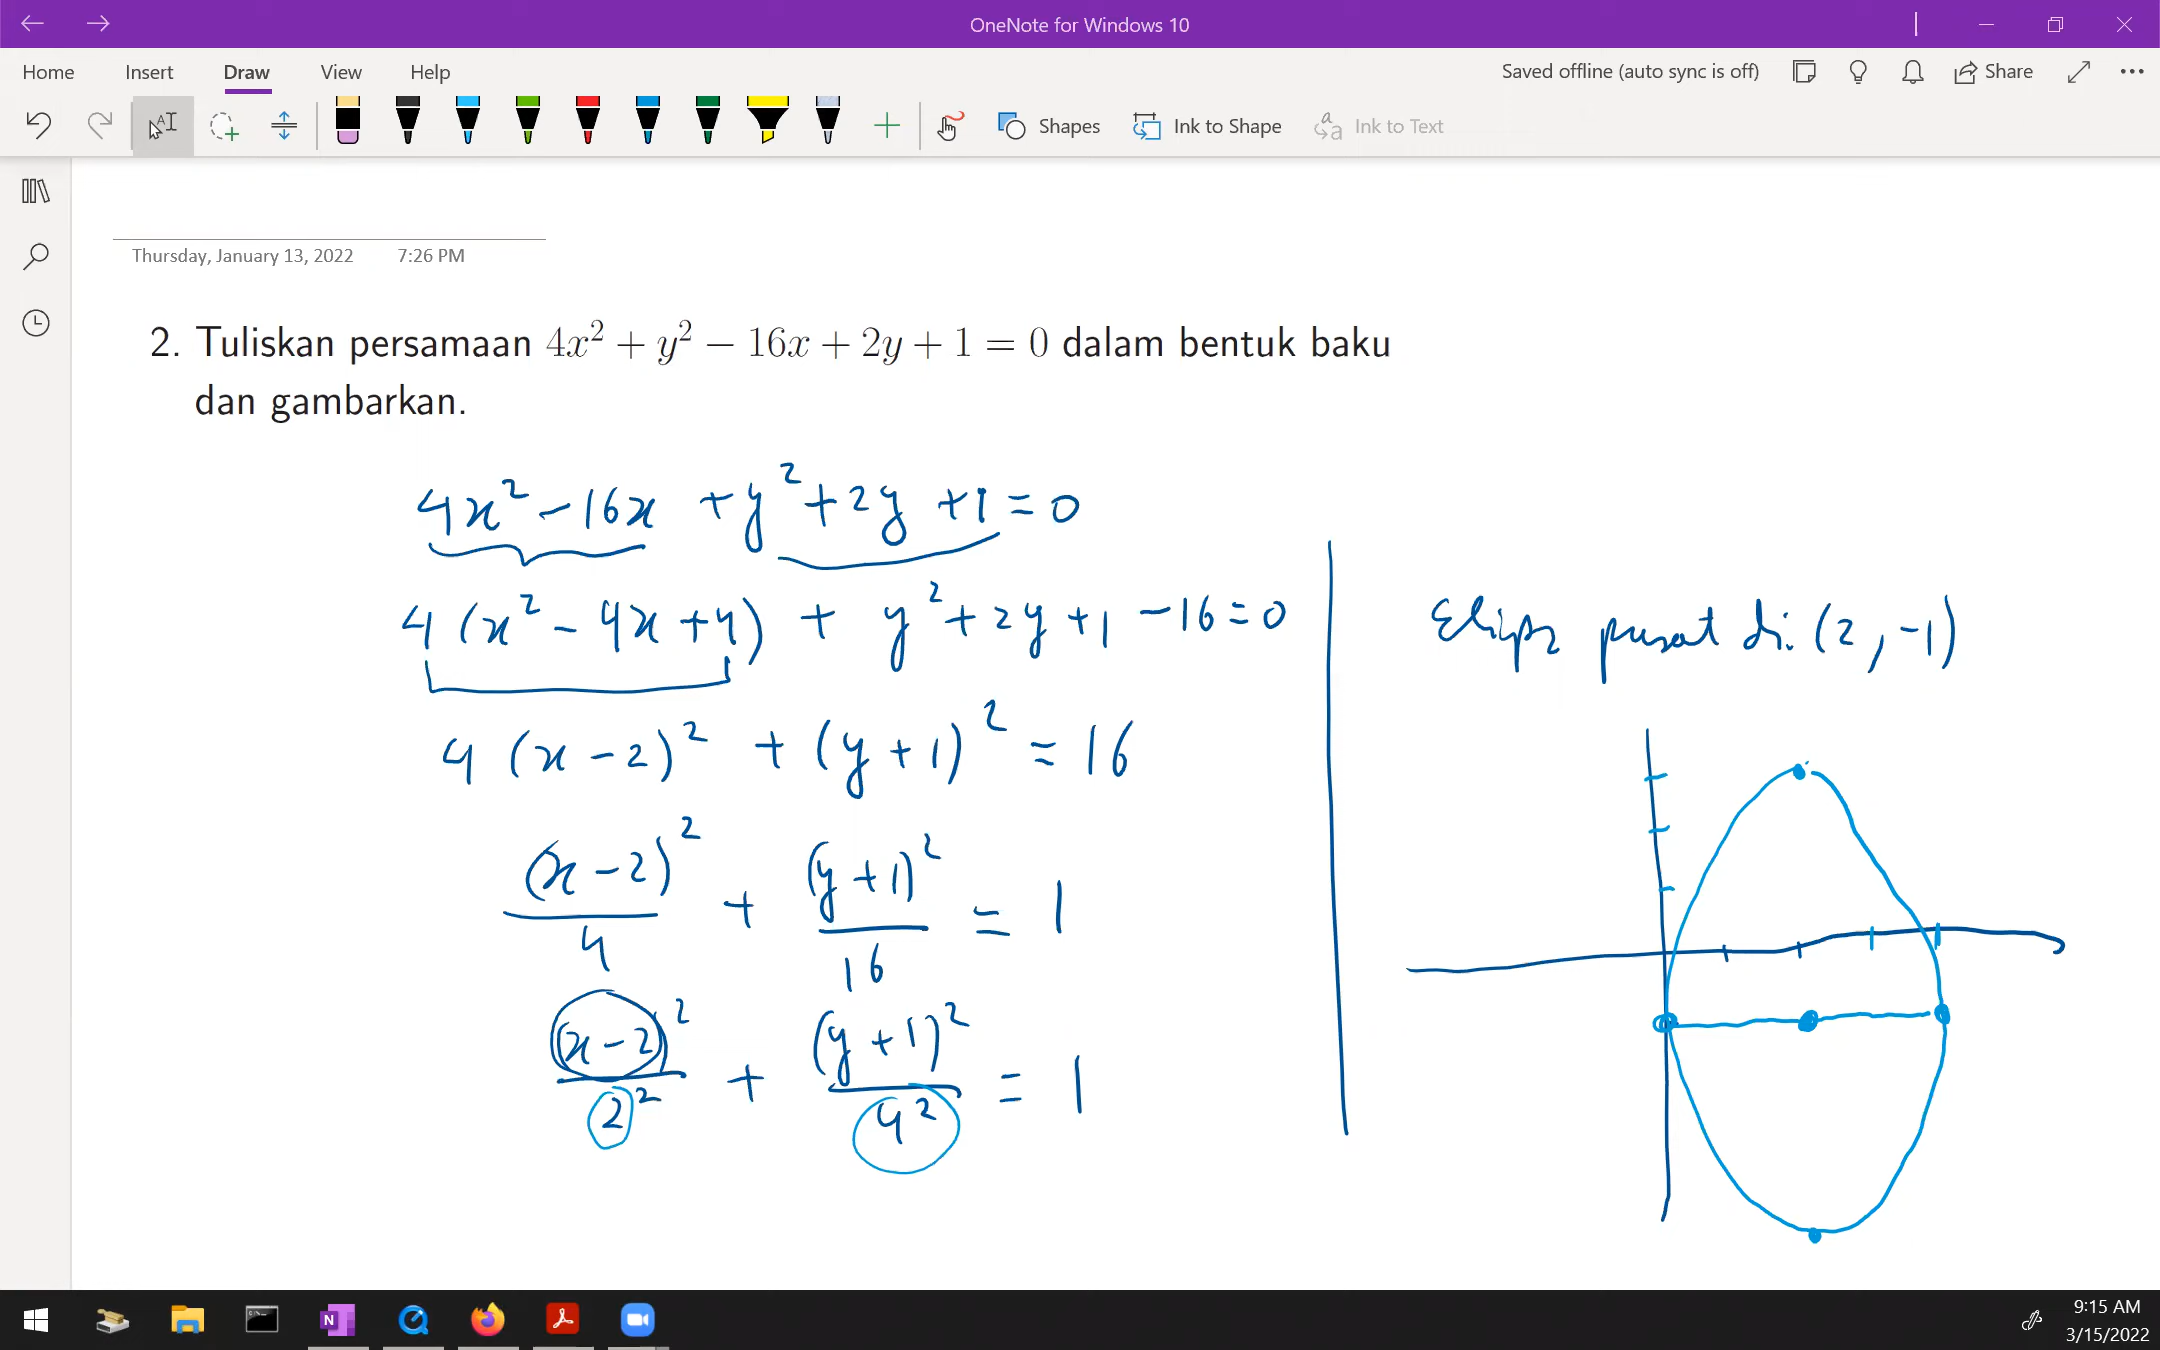 OneNote for Windows 10
Home Insert Draw View Help
Saved offline (auto sync is off) Share
Shapes Ink to Shape Ink to Text
Thursday, January 13, 2022 7:26 PM
2. Tuliskan persamaan 4x² + y² − 16x + 2y + 1 = 0 dalam bentuk baku
dan gambarkan.
4x² − 16x + y² + 2y + 1 = 0
4 (x² − 4x + 4) + y² + 2y + 1 − 16 = 0
4 (x − 2)² + (y + 1)² = 16
(x − 2)²/4 + (y + 1)²/16 = 1
(x − 2)²/2² + (y + 1)²/4² = 1
Elips pusat di (2, −1)
9:15 AM
3/15/2022